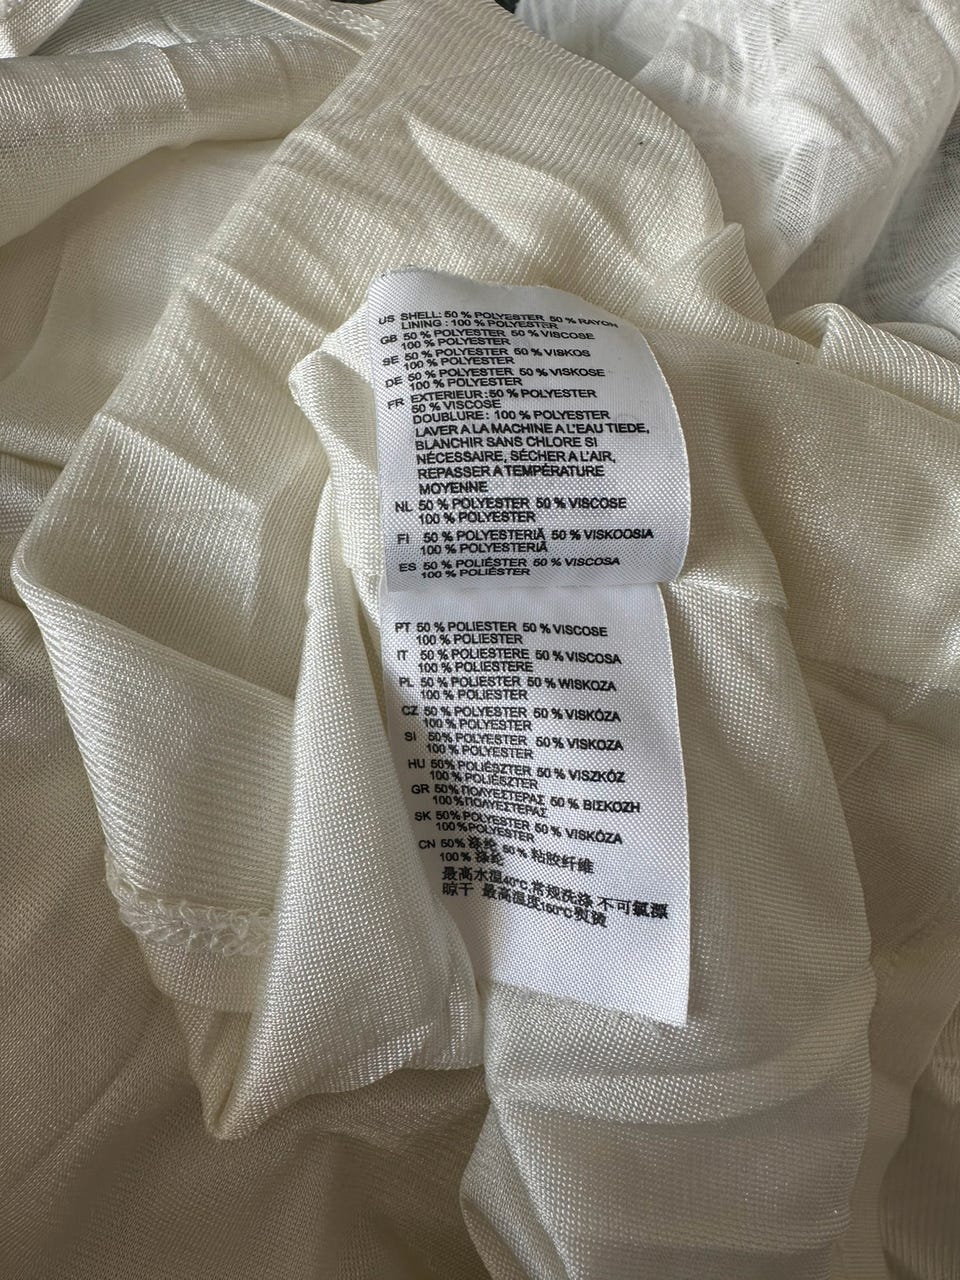 US SHELL: 50 % POLYESTER 50 % RAYON
LINING : 100 % POLYESTER
GB 50 % POLYESTER 50 % VISCOSE
100 % POLYESTER
SE 50 % POLYESTER 50 % VISKOS
100 % POLYESTER
DE 50 % POLYESTER 50 % VISKOSE
100 % POLYESTER
FR EXTERIEUR:50 % POLYESTER
50 % VISCOSE
DOUBLURE: 100 % POLYESTER
LAVER A LA MACHINE A L'EAU TIEDE,
BLANCHIR SANS CHLORE SI
NÉCESSAIRE, SÉCHER A L'AIR,
REPASSER A TEMPÉRATURE
MOYENNE
NL 50 % POLYESTER 50 % VISCOSE
100 % POLYESTER
FI 50 % POLYESTERIÄ 50 % VISKOOSIA
100 % POLYESTERIÄ
ES 50 % POLIÉSTER 50 % VISCOSA
100 % POLIÉSTER
PT 50 % POLIESTER 50 % VISCOSE
100 % POLIESTER
IT 50 % POLIESTERE 50 % VISCOSA
100 % POLIESTERE
PL 50 % POLIESTER 50 % WISKOZA
100 % POLIESTER
CZ 50 % POLYESTER 50 % VISKÓZA
100 % POLYESTER
SI 50% POLYESTER 50 % VISKOZA
100 % POLYESTER
HU 50% POLIÉSZTER 50 % VISZKÓZ
100 % POLIÉSZTER
GR 50% ΠΟΛΥΕΣΤΕΡΑΣ 50 % ΒΙΣΚΟΖΗ
100 % ΠΟΛΥΕΣΤΕΡΑΣ
SK 50% POLYESTER 50 % VISKÓZA
100 % POLYESTER
CN 50% 涤纶 50 % 粘胶纤维
100 % 涤纶
最高水温40°C 常规洗涤 不可氯漂
晾干 最高温度150°C 熨烫